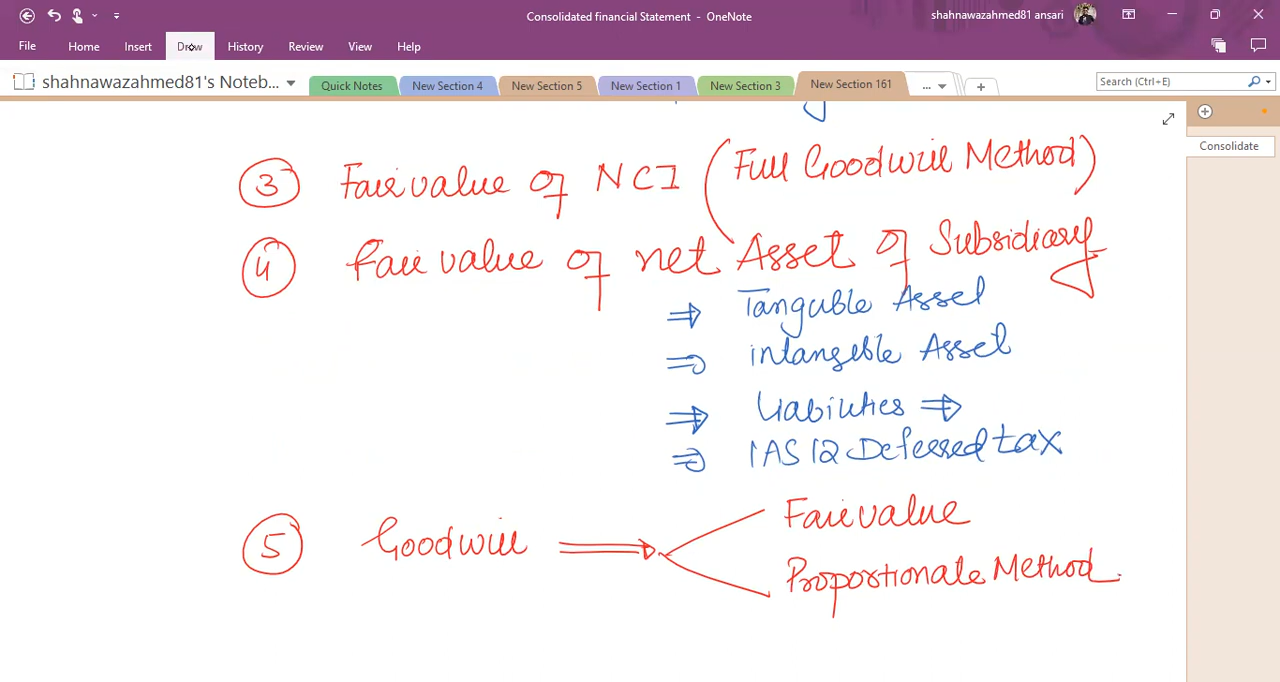 Consolidated financial Statement - OneNote
shahnawazahmed81 ansari
File Home Insert Draw History Review View Help
shahnawazahmed81's Noteb... Quick Notes New Section 4 New Section 5 New Section 1 New Section 3 New Section 161 ... + Search (Ctrl+E)
Consolidate
③ Fair value of NCI (Full Goodwill Method)
④ Fair value of net Asset of Subsidiary
⇒ Tangible Asset
⇒ intangible Asset
⇒ Liabilities ⇒
⇒ IAS 12 Deferred tax
⑤ Goodwill ⇒
Fair value
Proportionate Method